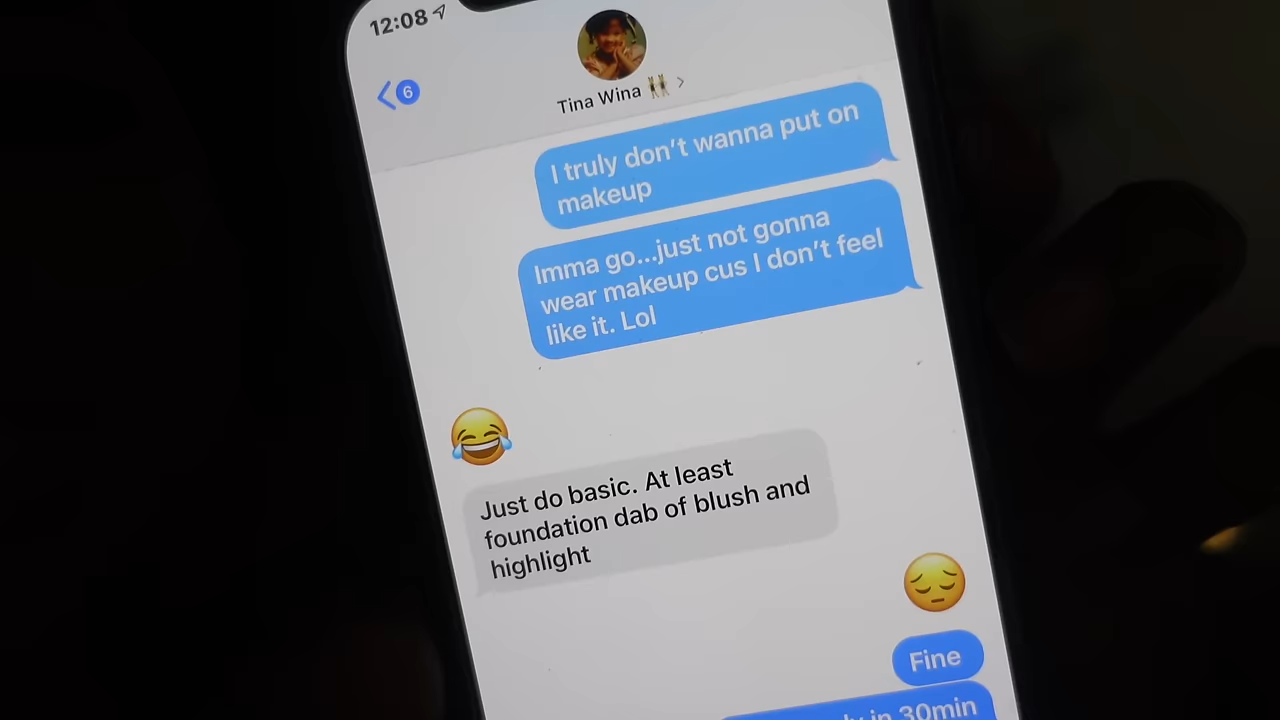 12:08
6
Tina Wina 👯
I truly don't wanna put on
makeup
Imma go...just not gonna
wear makeup cus I don't feel
like it. Lol
😂
Just do basic. At least
foundation dab of blush and
highlight
😔
Fine
in 30min